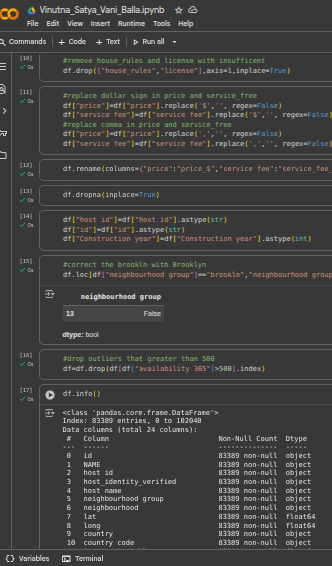 Vinutna_Satya_Vani_Balla.ipynb
File Edit View Insert Runtime Tools Help
Commands + Code + Text Run all
[10] #remove house_rules and license with insufficent
0s df.drop(["house_rules","license"],axis=1,inplace=True)
[11] #replace dollar sign in price and service_free
0s df["price"]=df["price"].replace('$','', regex=False)
df["service fee"]=df["service fee"].replace('$','', regex=False)
#replace comma in price and service_free
df["price"]=df["price"].replace(',','', regex=False)
df["service fee"]=df["service fee"].replace(',','', regex=False)
[12] df.rename(columns={"price":"price_$","service fee":"service_fee_
0s
[13] df.dropna(inplace=True)
0s
[14] df["host id"]=df["host id"].astype(str)
0s df["id"]=df["id"].astype(str)
df["Construction year"]=df["Construction year"].astype(int)
[15] #correct the brookln with Brooklyn
0s df.loc[df["neighbourhood group"]=="brookln","neighbourhood grou
neighbourhood group
13 False
dtype: bool
[16] #drop outliers that greater than 500
0s df=df.drop(df[df["availability 365"]>500].index)
[17] df.info()
0s
<class 'pandas.core.frame.DataFrame'>
Index: 83389 entries, 0 to 102040
Data columns (total 24 columns):
# Column Non-Null Count Dtype
--- ------ -------------- -----
0 id 83389 non-null object
1 NAME 83389 non-null object
2 host id 83389 non-null object
3 host_identity_verified 83389 non-null object
4 host name 83389 non-null object
5 neighbourhood group 83389 non-null object
6 neighbourhood 83389 non-null object
7 lat 83389 non-null float64
8 long 83389 non-null float64
9 country 83389 non-null object
10 country code 83389 non-null object
Variables Terminal